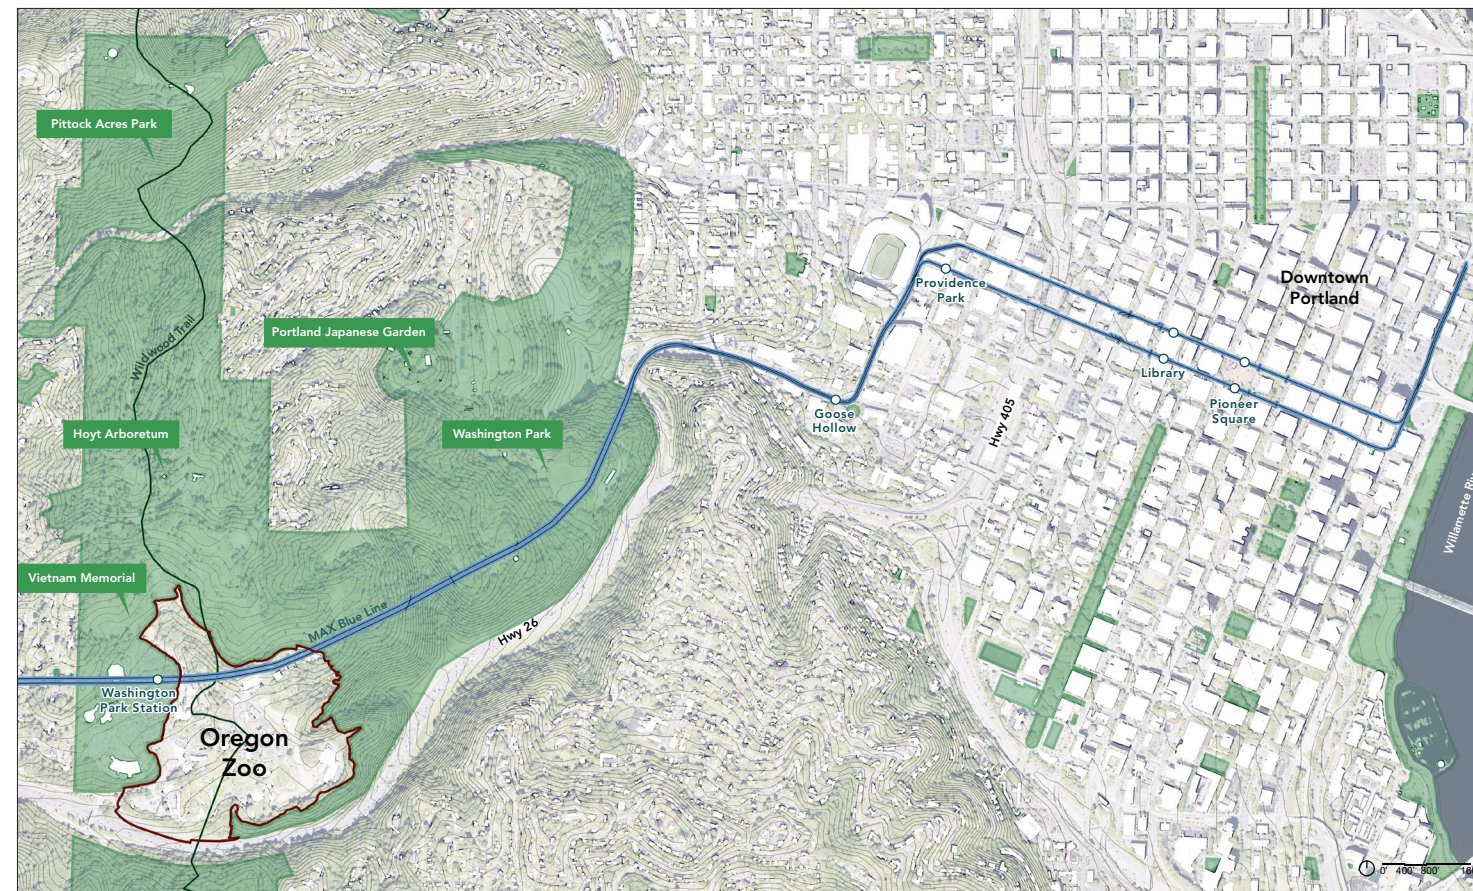 Pittock Acres Park
Wildwood Trail
Portland Japanese Garden
Hoyt Arboretum
Washington Park
Vietnam Memorial
MAX Blue Line
Hwy 26
Washington
Park Station
Oregon
Zoo
Providence
Park
Goose
Hollow
Hwy 405
Library
Pioneer
Square
Downtown
Portland
Willamette
0' 400' 800'